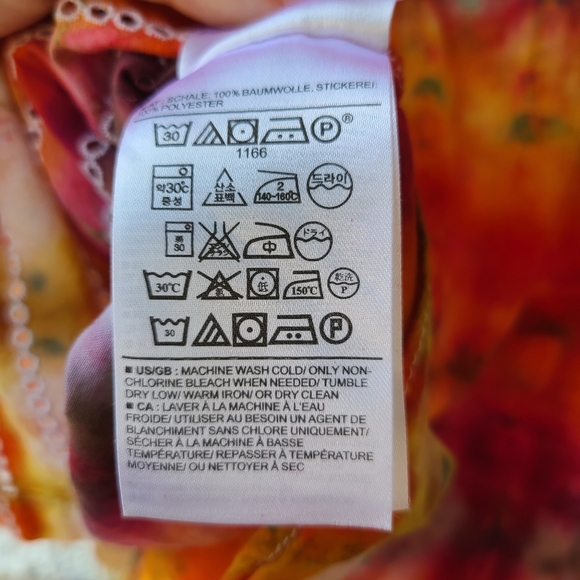 : SCHALE: 100% BAUMWOLLE, STICKEREI:
POLYESTER
30 P ®
1166
약30℃ 중성 산소 표백 2 140~160℃ 드라이
30 中 ドライ
30℃ 低 150℃ 乾洗 P
30 P
■ US/GB : MACHINE WASH COLD/ ONLY NON-
CHLORINE BLEACH WHEN NEEDED/ TUMBLE
DRY LOW/ WARM IRON/ OR DRY CLEAN
■ CA : LAVER À LA MACHINE À L'EAU
FROIDE/ UTILISER AU BESOIN UN AGENT DE
BLANCHIMENT SANS CHLORE UNIQUEMENT/
SÉCHER À LA MACHINE À BASSE
TEMPÉRATURE/ REPASSER À TEMPÉRATURE
MOYENNE/ OU NETTOYER À SEC